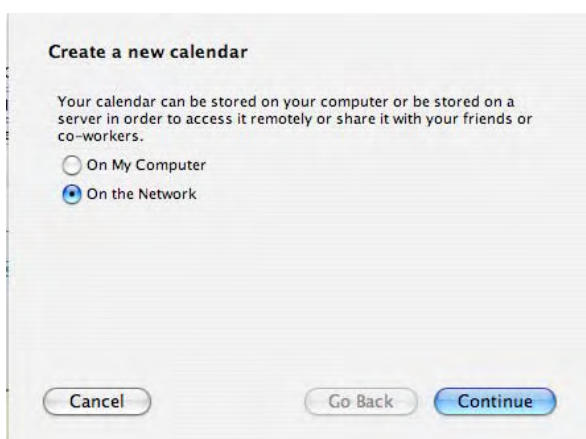 Create a new calendar
Your calendar can be stored on your computer or be stored on a
server in order to access it remotely or share it with your friends or
co-workers.
On My Computer
On the Network
Cancel
Go Back
Continue